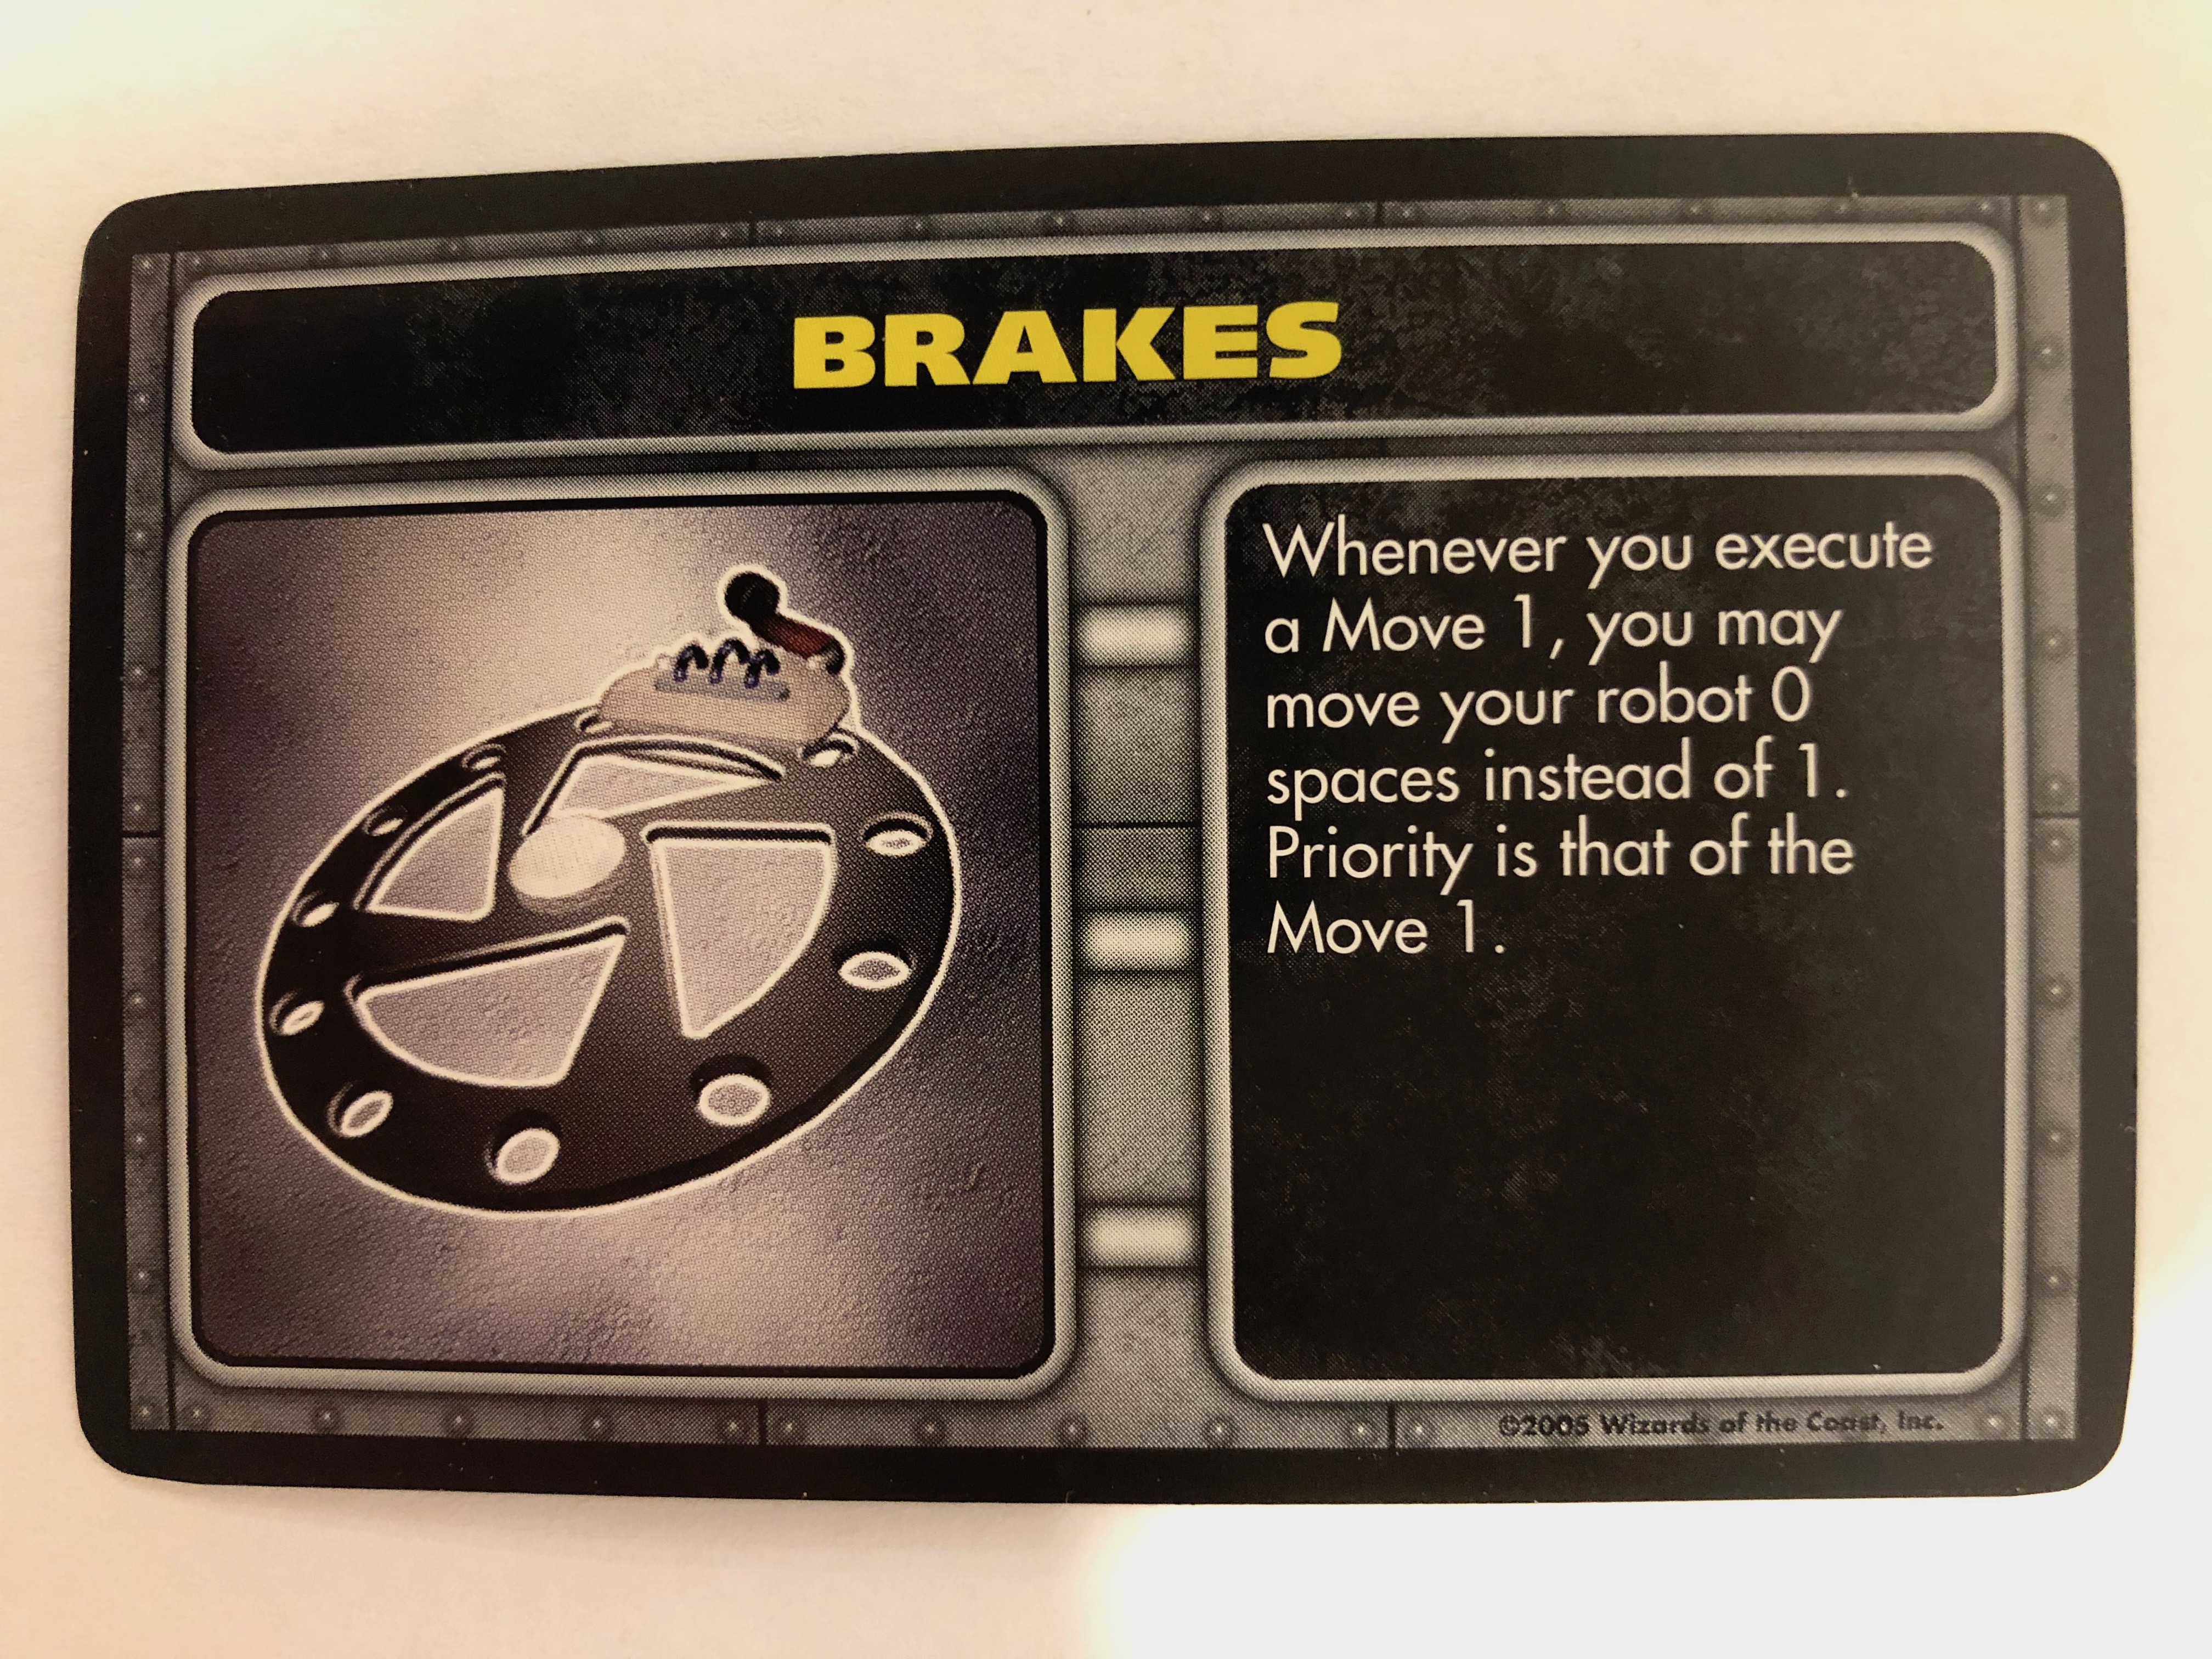 BRAKES
Whenever you execute
a Move 1, you may
move your robot 0
spaces instead of 1.
Priority is that of the
Move 1.
©2005 Wizards of the Coast, Inc.